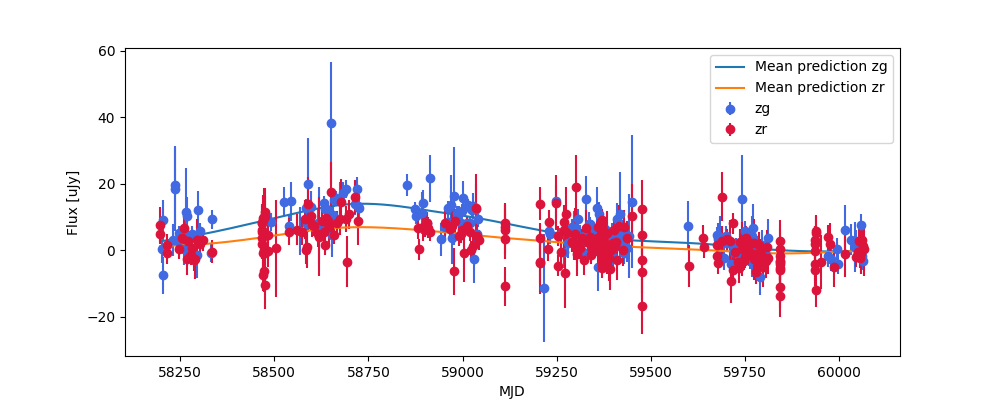 Flux [uJy]
60
40
20
0
−20
58250 58500 58750 59000 59250 59500 59750 60000
MJD
Mean prediction zg
Mean prediction zr
zg
zr